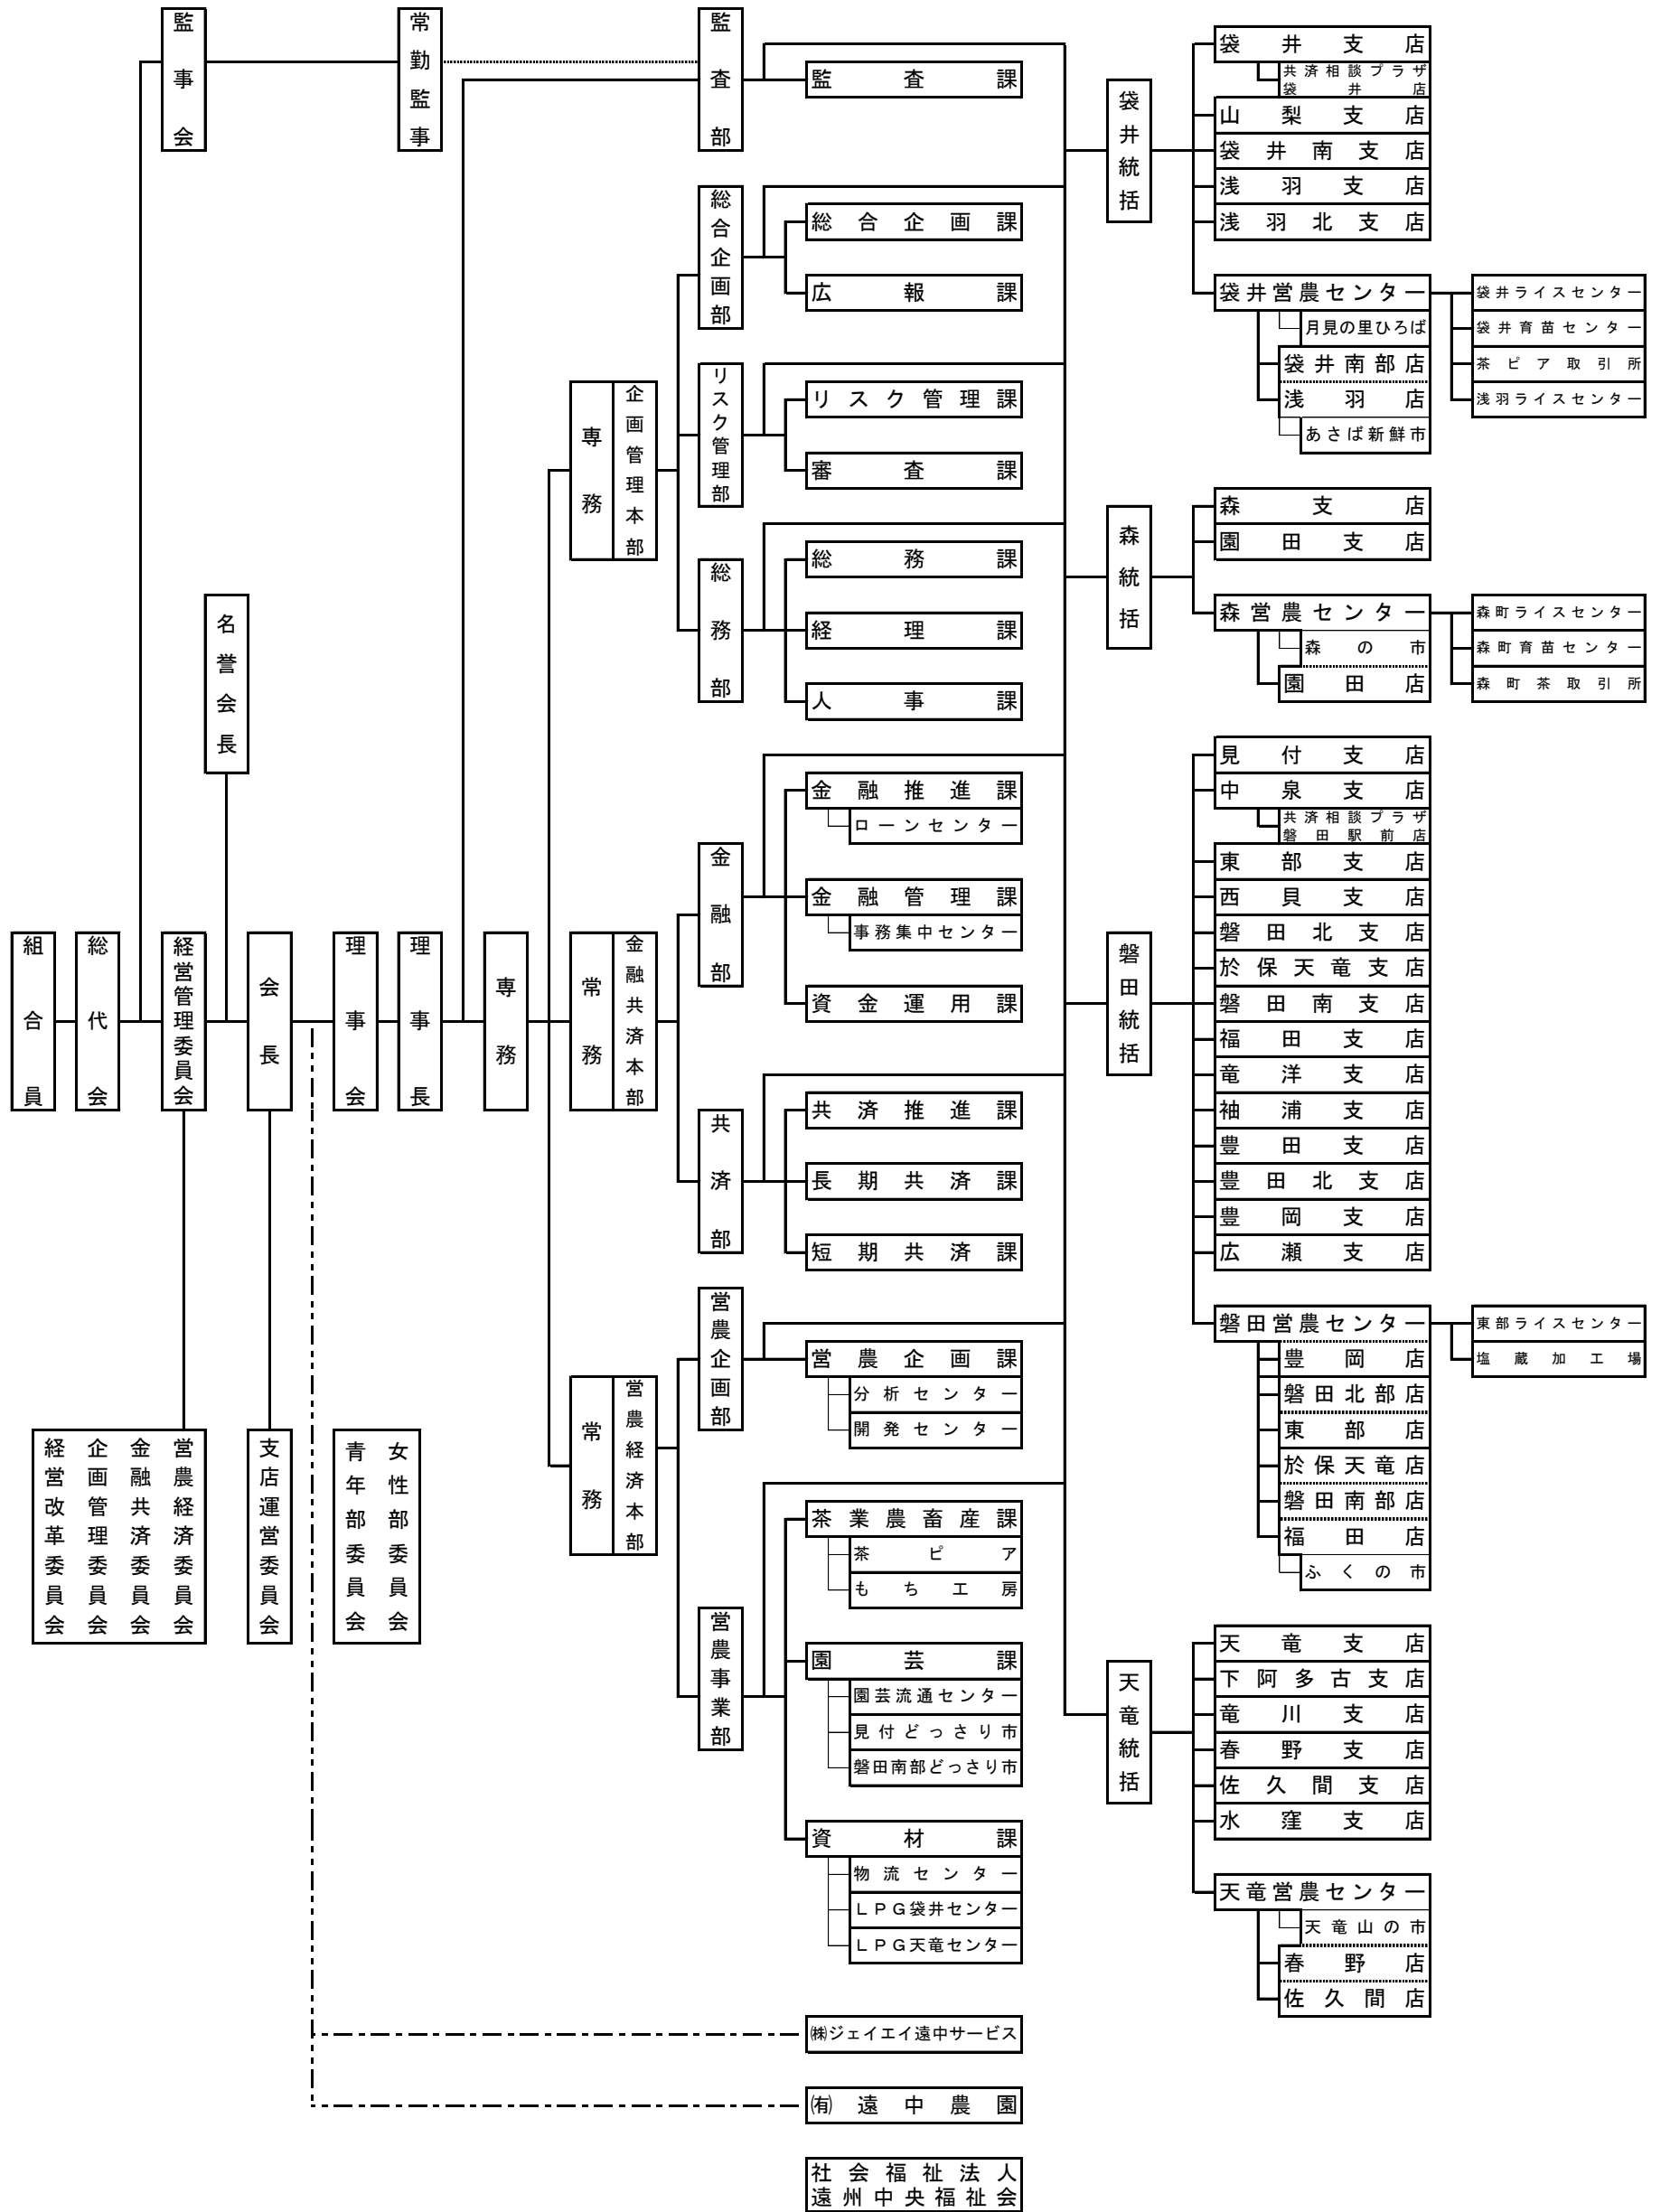 組合員
総代会
監事会
常勤監事
名誉会長
経営管理委員会
会長
理事会
理事長
専務
経営改革委員会
企画管理委員会
金融共済委員会
営農経済委員会
支店運営委員会
青年部委員会
女性部委員会
専務
企画管理本部
常務
金融共済本部
常務
営農経済本部
監査部
監査課
総合企画部
総合企画課
広報課
リスク管理部
リスク管理課
審査課
総務部
総務課
経理課
人事課
金融部
金融推進課
ローンセンター
金融管理課
事務集中センター
資金運用課
共済部
共済推進課
長期共済課
短期共済課
営農企画部
営農企画課
分析センター
開発センター
営農事業部
茶業農畜産課
茶ピア
もち工房
園芸課
園芸流通センター
見付どっさり市
磐田南部どっさり市
資材課
物流センター
LPG袋井センター
LPG天竜センター
㈱ジェイエイ遠中サービス
㈲遠中農園
社会福祉法人
遠州中央福祉会
袋井統括
袋井支店
共済相談プラザ
袋井店
山梨支店
袋井南支店
浅羽支店
浅羽北支店
袋井営農センター
月見の里ひろば
袋井南部店
浅羽店
あさば新鮮市
袋井ライスセンター
袋井育苗センター
茶ピア取引所
浅羽ライスセンター
森統括
森支店
園田支店
森営農センター
森の市
園田店
森町ライスセンター
森町育苗センター
森町茶取引所
磐田統括
見付支店
中泉支店
共済相談プラザ
磐田駅前店
東部支店
西貝支店
磐田北支店
於保天竜支店
磐田南支店
福田支店
竜洋支店
袖浦支店
豊田支店
豊田北支店
豊岡支店
広瀬支店
磐田営農センター
豊岡店
磐田北部店
東部店
於保天竜店
磐田南部店
福田店
ふくの市
東部ライスセンター
塩蔵加工場
天竜統括
天竜支店
下阿多古支店
竜川支店
春野支店
佐久間支店
水窪支店
天竜営農センター
天竜山の市
春野店
佐久間店